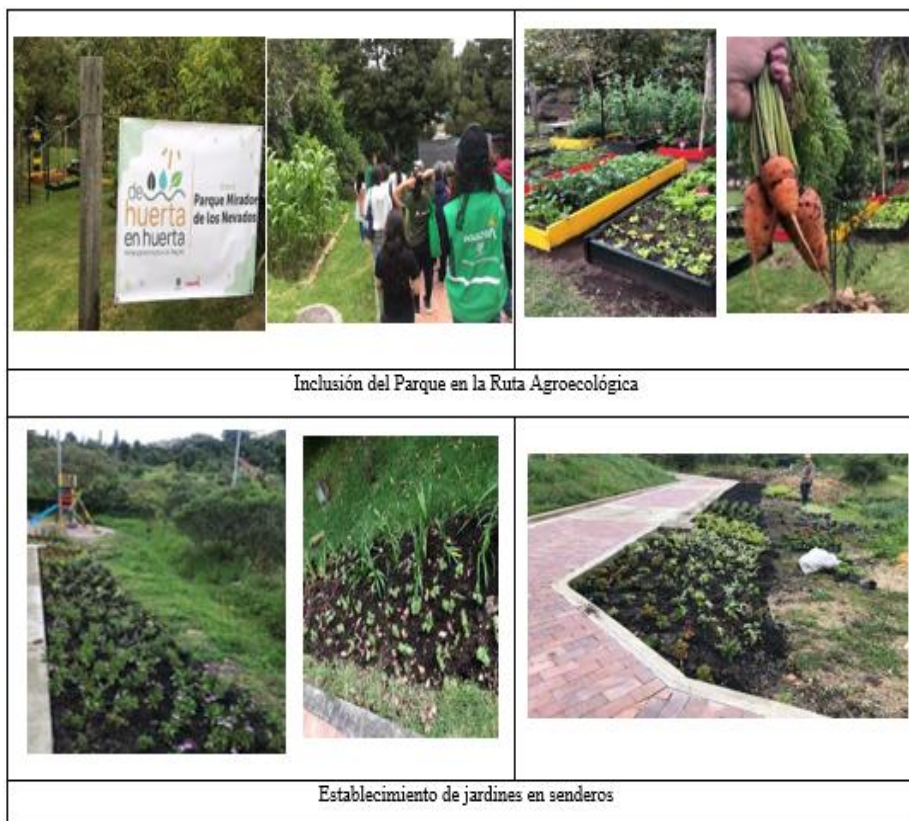 de
huerta
en huerta
Parque Mirador
de los Nevados
Inclusión del Parque en la Ruta Agroecológica
Establecimiento de jardines en senderos